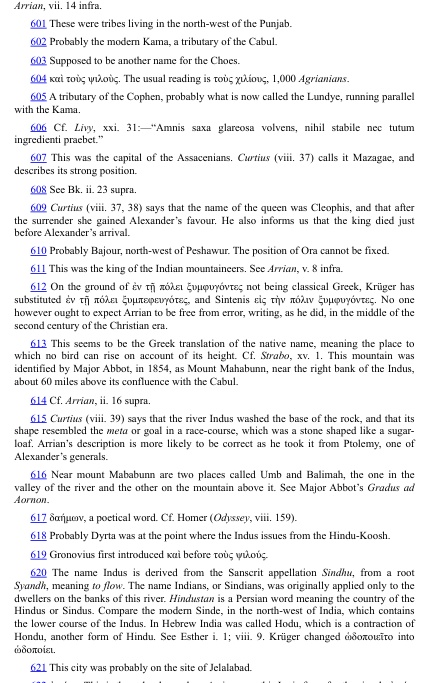 Arrian, vii. 14 infra.
601 These were tribes living in the north-west of the Punjab.
602 Probably the modern Kama, a tributary of the Cabul.
603 Supposed to be another name for the Choes.
604 καὶ τοὺς ψιλούς. The usual reading is τοὺς χιλίους, 1,000 Agrianians.
605 A tributary of the Cophen, probably what is now called the Lundye, running parallel
with the Kama.
606 Cf. Livy, xxi. 31:—“Amnis saxa glareosa volvens, nihil stabile nec tutum
ingredienti praebet.”
607 This was the capital of the Assacenians. Curtius (viii. 37) calls it Mazagae, and
describes its strong position.
608 See Bk. ii. 23 supra.
609 Curtius (viii. 37, 38) says that the name of the queen was Cleophis, and that after
the surrender she gained Alexander’s favour. He also informs us that the king died just
before Alexander’s arrival.
610 Probably Bajour, north-west of Peshawur. The position of Ora cannot be fixed.
611 This was the king of the Indian mountaineers. See Arrian, v. 8 infra.
612 On the ground of ἐν τῇ πόλει ξυμφυγόντες not being classical Greek, Krüger has
substituted ἐν τῇ πόλει ξυμπεφευγότες, and Sintenis εἰς τὴν πόλιν ξυμφυγόντες. No one
however ought to expect Arrian to be free from error, writing, as he did, in the middle of the
second century of the Christian era.
613 This seems to be the Greek translation of the native name, meaning the place to
which no bird can rise on account of its height. Cf. Strabo, xv. 1. This mountain was
identified by Major Abbot, in 1854, as Mount Mahabunn, near the right bank of the Indus,
about 60 miles above its confluence with the Cabul.
614 Cf. Arrian, ii. 16 supra.
615 Curtius (viii. 39) says that the river Indus washed the base of the rock, and that its
shape resembled the meta or goal in a race-course, which was a stone shaped like a sugar-
loaf. Arrian’s description is more likely to be correct as he took it from Ptolemy, one of
Alexander’s generals.
616 Near mount Mababunn are two places called Umb and Balimah, the one in the
valley of the river and the other on the mountain above it. See Major Abbot’s Gradus ad
Aornon.
617 δαήμων, a poetical word. Cf. Homer (Odyssey, viii. 159).
618 Probably Dyrta was at the point where the Indus issues from the Hindu-Koosh.
619 Gronovius first introduced καὶ before τοὺς ψιλούς.
620 The name Indus is derived from the Sanscrit appellation Sindhu, from a root
Syandh, meaning to flow. The name Indians, or Sindians, was originally applied only to the
dwellers on the banks of this river. Hindustan is a Persian word meaning the country of the
Hindus or Sindus. Compare the modern Sinde, in the north-west of India, which contains
the lower course of the Indus. In Hebrew India was called Hodu, which is a contraction of
Hondu, another form of Hindu. See Esther i. 1; viii. 9. Krüger changed ὡδοποιεῖτο into
ὡδοποίει.
621 This city was probably on the site of Jelalabad.